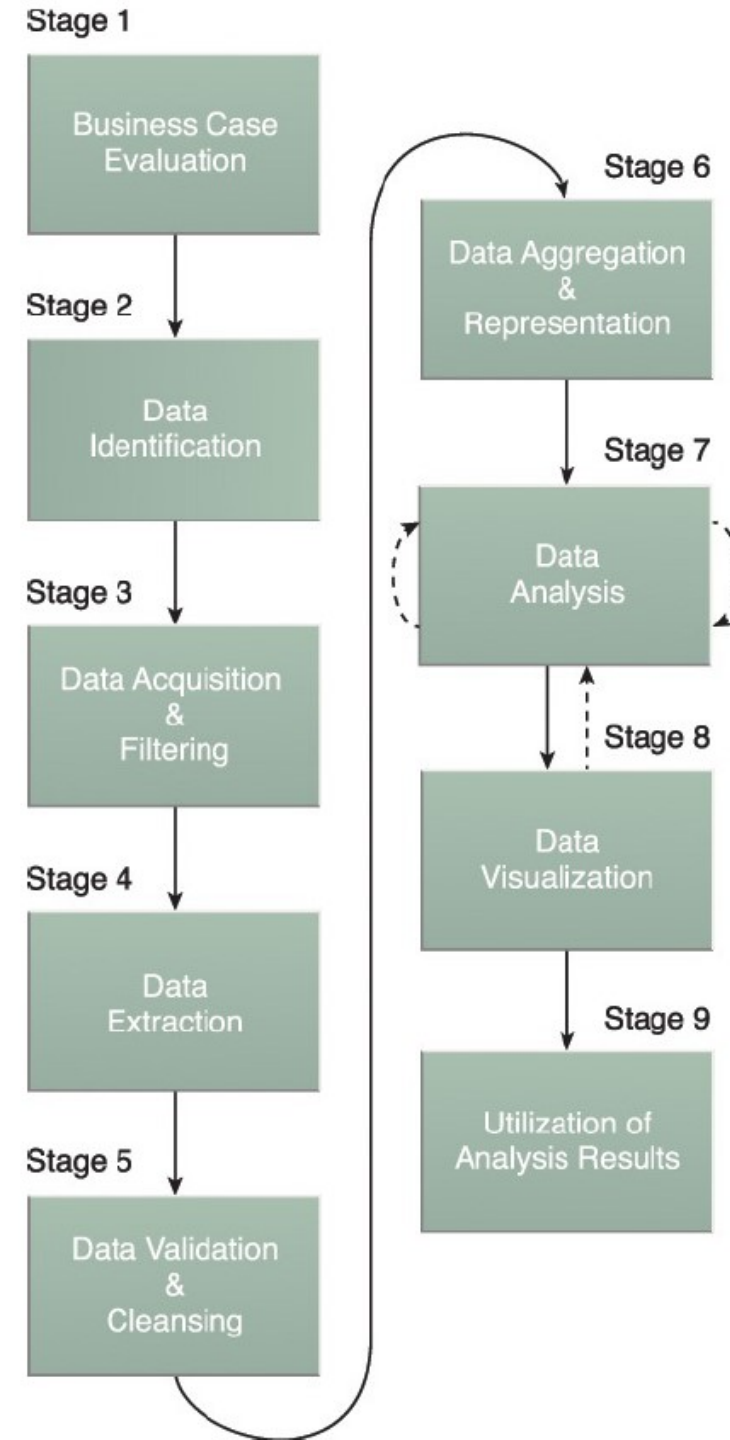 Stage 1
Business Case
Evaluation
Stage 2
Data
Identification
Stage 3
Data Acquisition
&
Filtering
Stage 4
Data
Extraction
Stage 5
Data Validation
&
Cleansing
Stage 6
Data Aggregation
&
Representation
Stage 7
Data
Analysis
Stage 8
Data
Visualization
Stage 9
Utilization of
Analysis Results